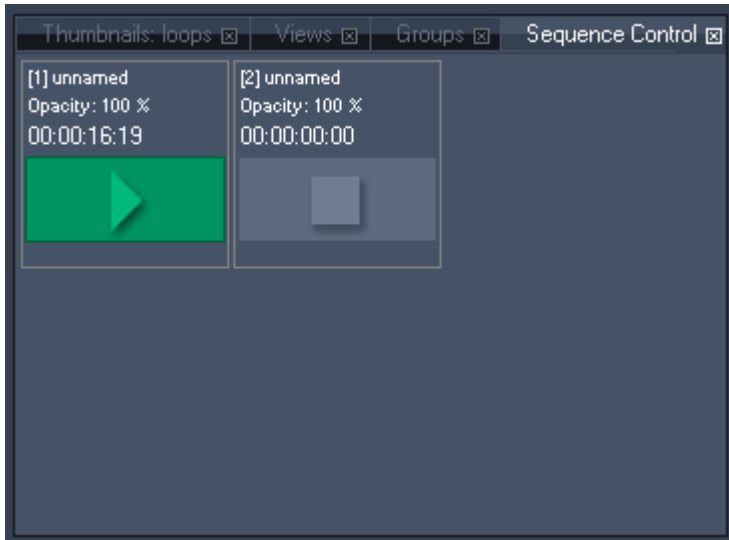 Thumbnails: loops Views Groups Sequence Control
[1] unnamed
Opacity: 100 %
00:00:16:19
[2] unnamed
Opacity: 100 %
00:00:00:00